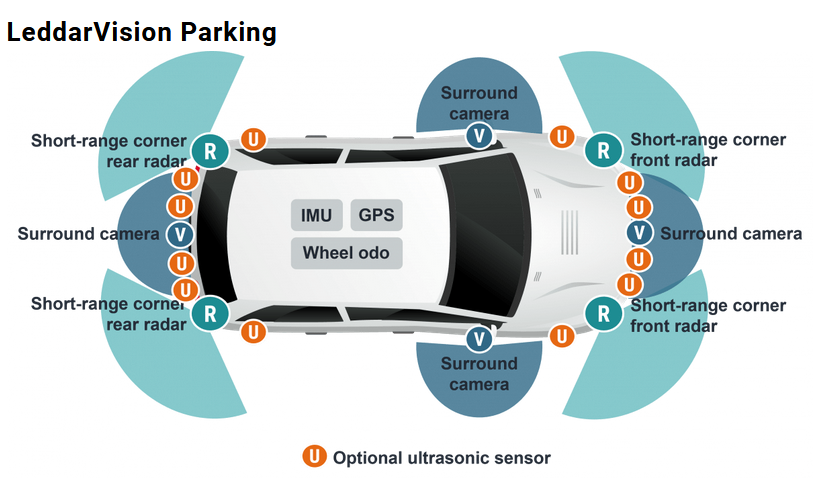 LeddarVision Parking
Surround
camera
V
U
U
Short-range corner
rear radar
R
R
Short-range corner
front radar
U
U
U
U
IMU
GPS
Surround camera
V
V
Surround camera
Wheel odo
U
U
U
U
Short-range corner
rear radar
R
R
Short-range corner
front radar
U
U
V
Surround
camera
U Optional ultrasonic sensor